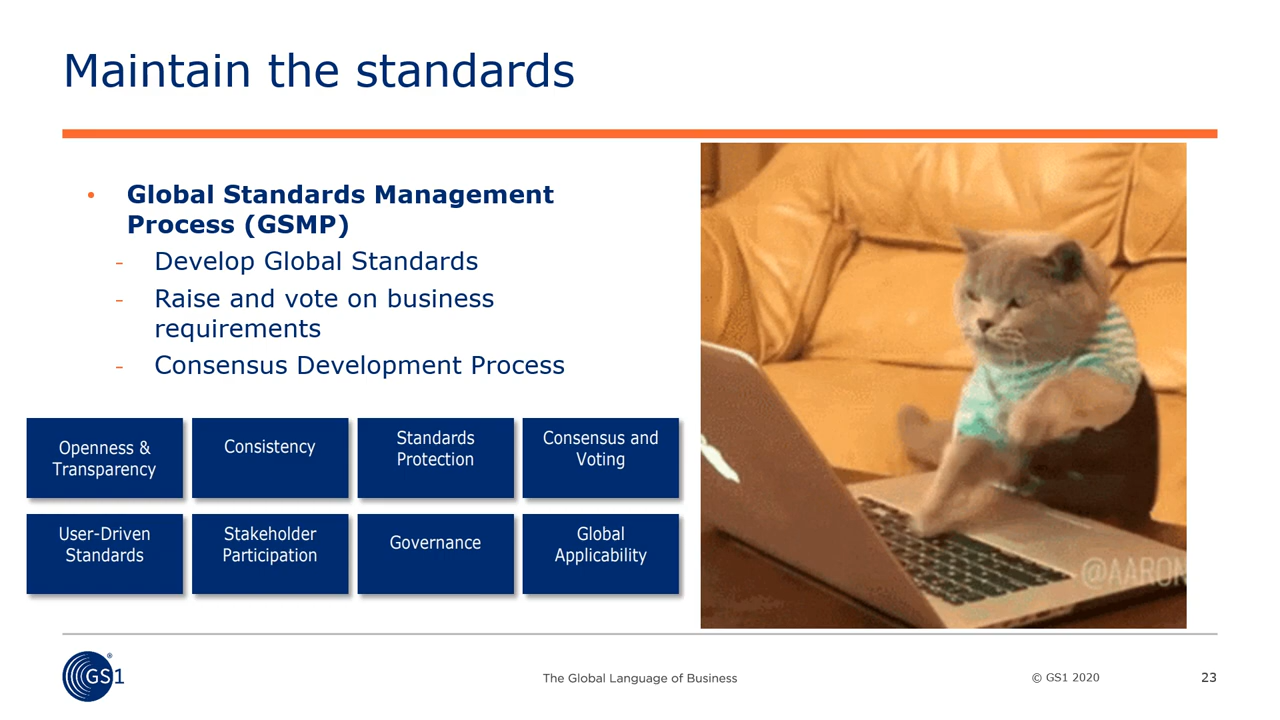 Maintain the standards
• Global Standards Management
Process (GSMP)
- Develop Global Standards
- Raise and vote on business
requirements
- Consensus Development Process
Openness &
Transparency
Consistency
Standards
Protection
Consensus and
Voting
User-Driven
Standards
Stakeholder
Participation
Governance
Global
Applicability
@AARON
GS1
®
The Global Language of Business
© GS1 2020
23